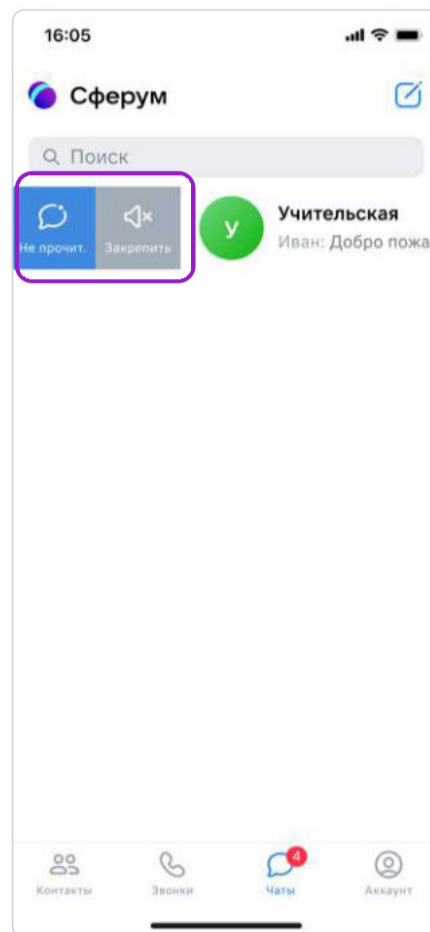 16:05
Сферум
Поиск
Не прочит. Закрепить
У
Учительская
Иван: Добро пожа
4
Контакты Звонки Чаты Аккаунт